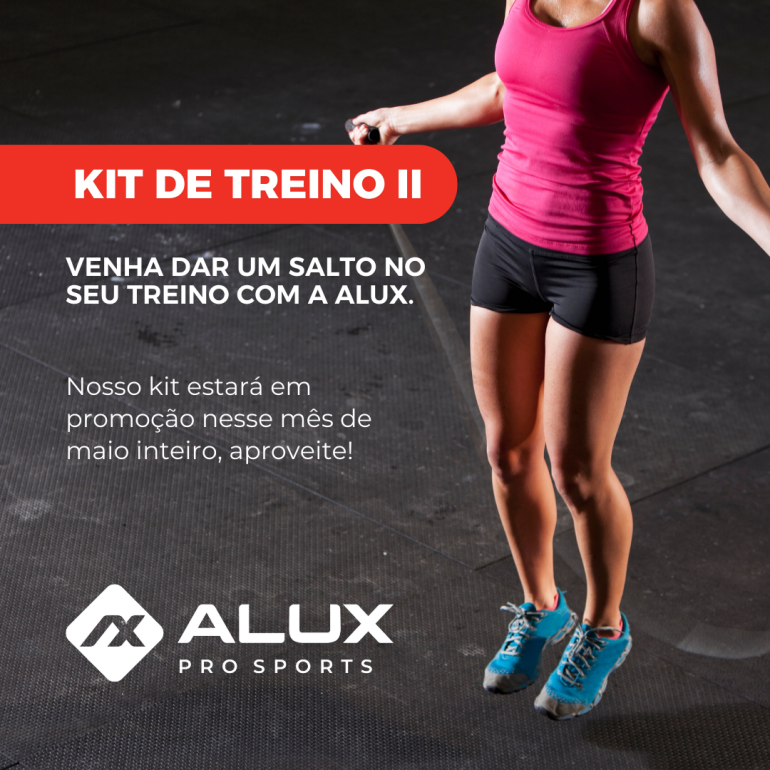 KIT DE TREINO II
VENHA DAR UM SALTO NO
SEU TREINO COM A ALUX.
Nosso kit estará em
promoção nesse mês de
maio inteiro, aproveite!
ALUX
PRO SPORTS